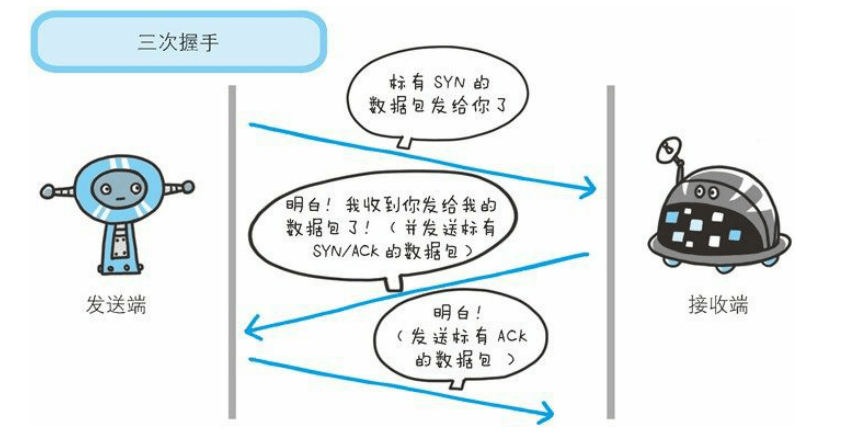 三次握手
标有 SYN 的
数据包发给你了
明白！我收到你发给我的
数据包了！（并发送标有
SYN/ACK 的数据包）
发送端
接收端
明白！
（发送标有 ACK
的数据包 ）